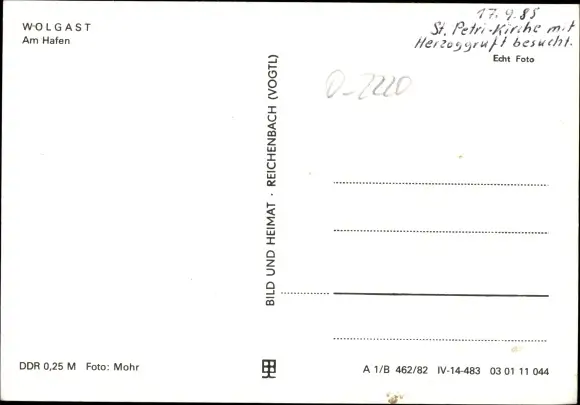 WOLGAST
Am Hafen
17.9.85
St. Petri-Kirche mit
Herzoggruft besucht.
Echt Foto
O-2220
BILD UND HEIMAT · REICHENBACH (VOGTL)
DDR 0,25 M Foto: Mohr
A 1/B 462/82 IV-14-483 03 01 11 044